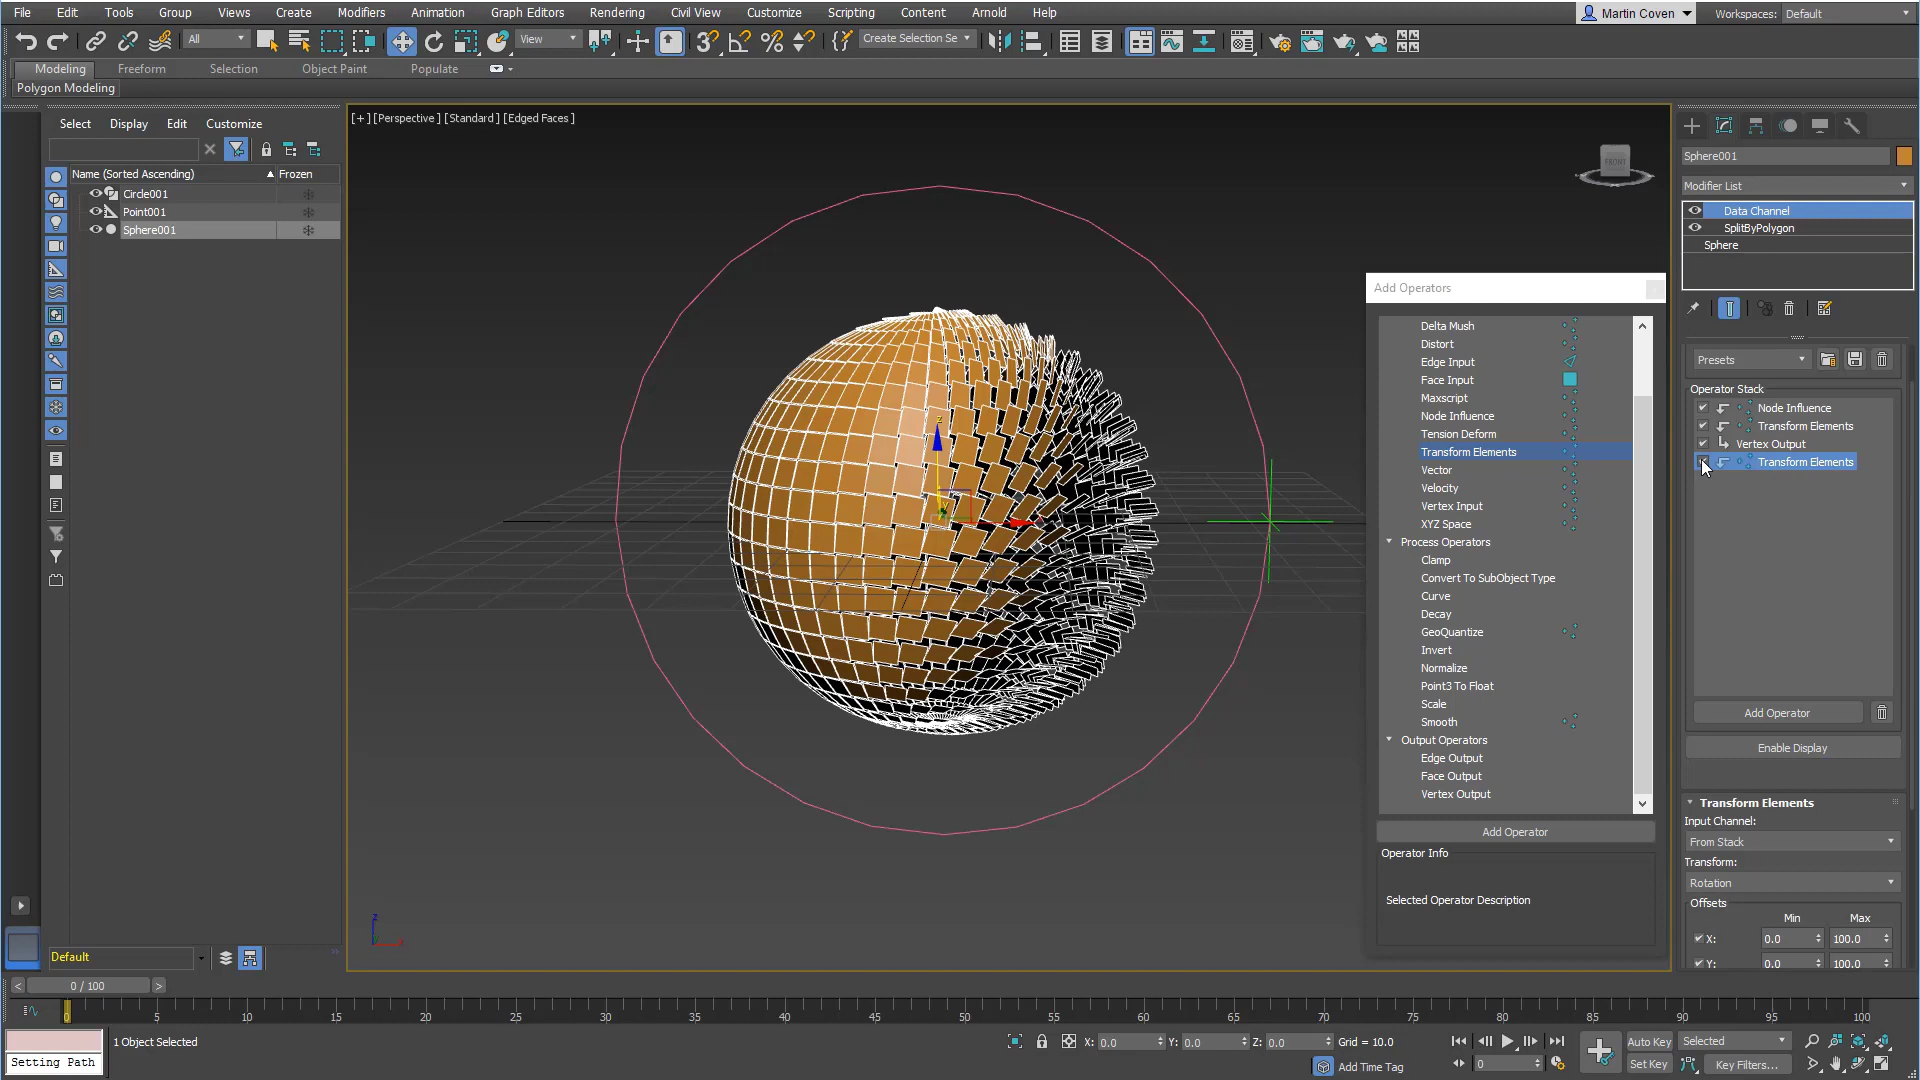 File Edit Tools Group Views Create Modifiers Animation Graph Editors Rendering Civil View Customize Scripting Content Arnold Help Martin Coven Workspaces: Default
All View Create Selection Se
Modeling Freeform Selection Object Paint Populate
Polygon Modeling
Select Display Edit Customize
Name (Sorted Ascending) Frozen
Circle001
Point001
Sphere001
[+] [Perspective] [Standard] [Edged Faces]
FRONT
z
Add Operators
Delta Mush
Distort
Edge Input
Face Input
Maxscript
Node Influence
Tension Deform
Transform Elements
Vector
Velocity
Vertex Input
XYZ Space
Process Operators
Clamp
Convert To SubObject Type
Curve
Decay
GeoQuantize
Invert
Normalize
Point3 To Float
Scale
Smooth
Output Operators
Edge Output
Face Output
Vertex Output
Add Operator
Operator Info
Selected Operator Description
Sphere001
Modifier List
Data Channel
SplitByPolygon
Sphere
Presets
Operator Stack
Node Influence
Transform Elements
Vertex Output
Transform Elements
Add Operator
Enable Display
Transform Elements
Input Channel:
From Stack
Transform:
Rotation
Offsets
Min Max
X: 0.0 100.0
Y: 0.0 100.0
z
Default
< 0 / 100 >
0 5 10 15 20 25 30 35 40 45 50 55 60 65 70 75 80 85 90 95 100
1 Object Selected X: 0.0 Y: 0.0 Z: 0.0 Grid = 10.0 Auto Key Selected
Setting Path Add Time Tag 0 Set Key Key Filters...